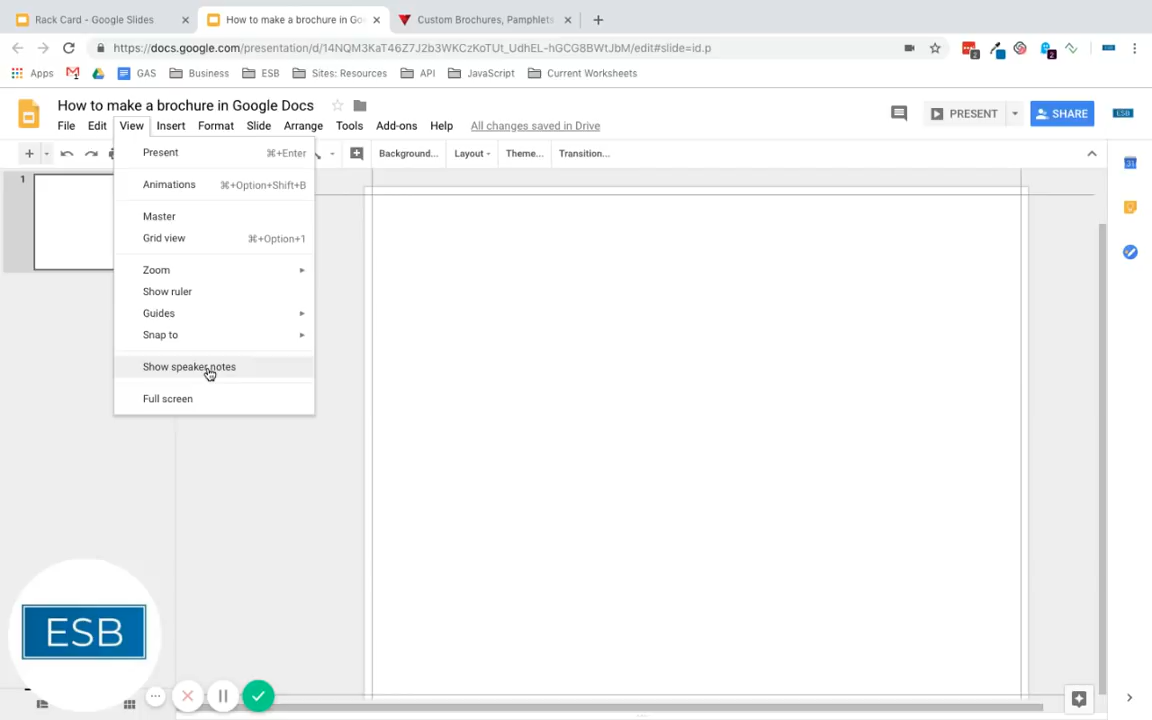 Rack Card - Google Slides
How to make a brochure in Go
Custom Brochures, Pamphlets
https://docs.google.com/presentation/d/14NQM3KaT46Z7J2b3WKCzKoTUt_UdhEL-hGCG8BWtJbM/edit#slide=id.p
Apps GAS Business ESB Sites: Resources API JavaScript Current Worksheets
How to make a brochure in Google Docs
File Edit View Insert Format Slide Arrange Tools Add-ons Help All changes saved in Drive
PRESENT SHARE ESB
Background... Layout Theme... Transition...
Present ⌘+Enter
Animations ⌘+Option+Shift+B
Master
Grid view ⌘+Option+1
Zoom
Show ruler
Guides
Snap to
Show speaker notes
Full screen
1
31
2
2
ESB